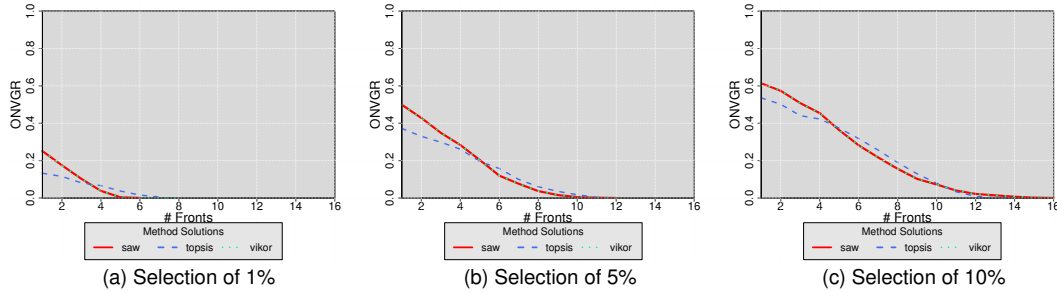 ONVGR
0.0 0.2 0.4 0.6 0.8 1.0
2 4 6 8 10 12 14 16
# Fronts
Method Solutions
saw topsis vikor
(a) Selection of 1%
ONVGR
0.0 0.2 0.4 0.6 0.8 1.0
2 4 6 8 10 12 14 16
# Fronts
Method Solutions
saw topsis vikor
(b) Selection of 5%
ONVGR
0.0 0.2 0.4 0.6 0.8 1.0
2 4 6 8 10 12 14 16
# Fronts
Method Solutions
saw topsis vikor
(c) Selection of 10%